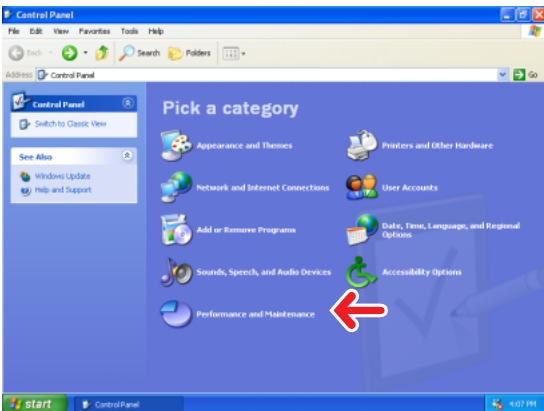 Control Panel
File Edit View Favorites Tools Help
Back Search Folders
Address Control Panel Go
Control Panel
Switch to Classic View
See Also
Windows Update
Help and Support
Pick a category
Appearance and Themes
Printers and Other Hardware
Network and Internet Connections
User Accounts
Add or Remove Programs
Date, Time, Language, and Regional
Options
Sounds, Speech, and Audio Devices
Accessibility Options
Performance and Maintenance
start Control Panel 4:07 PM